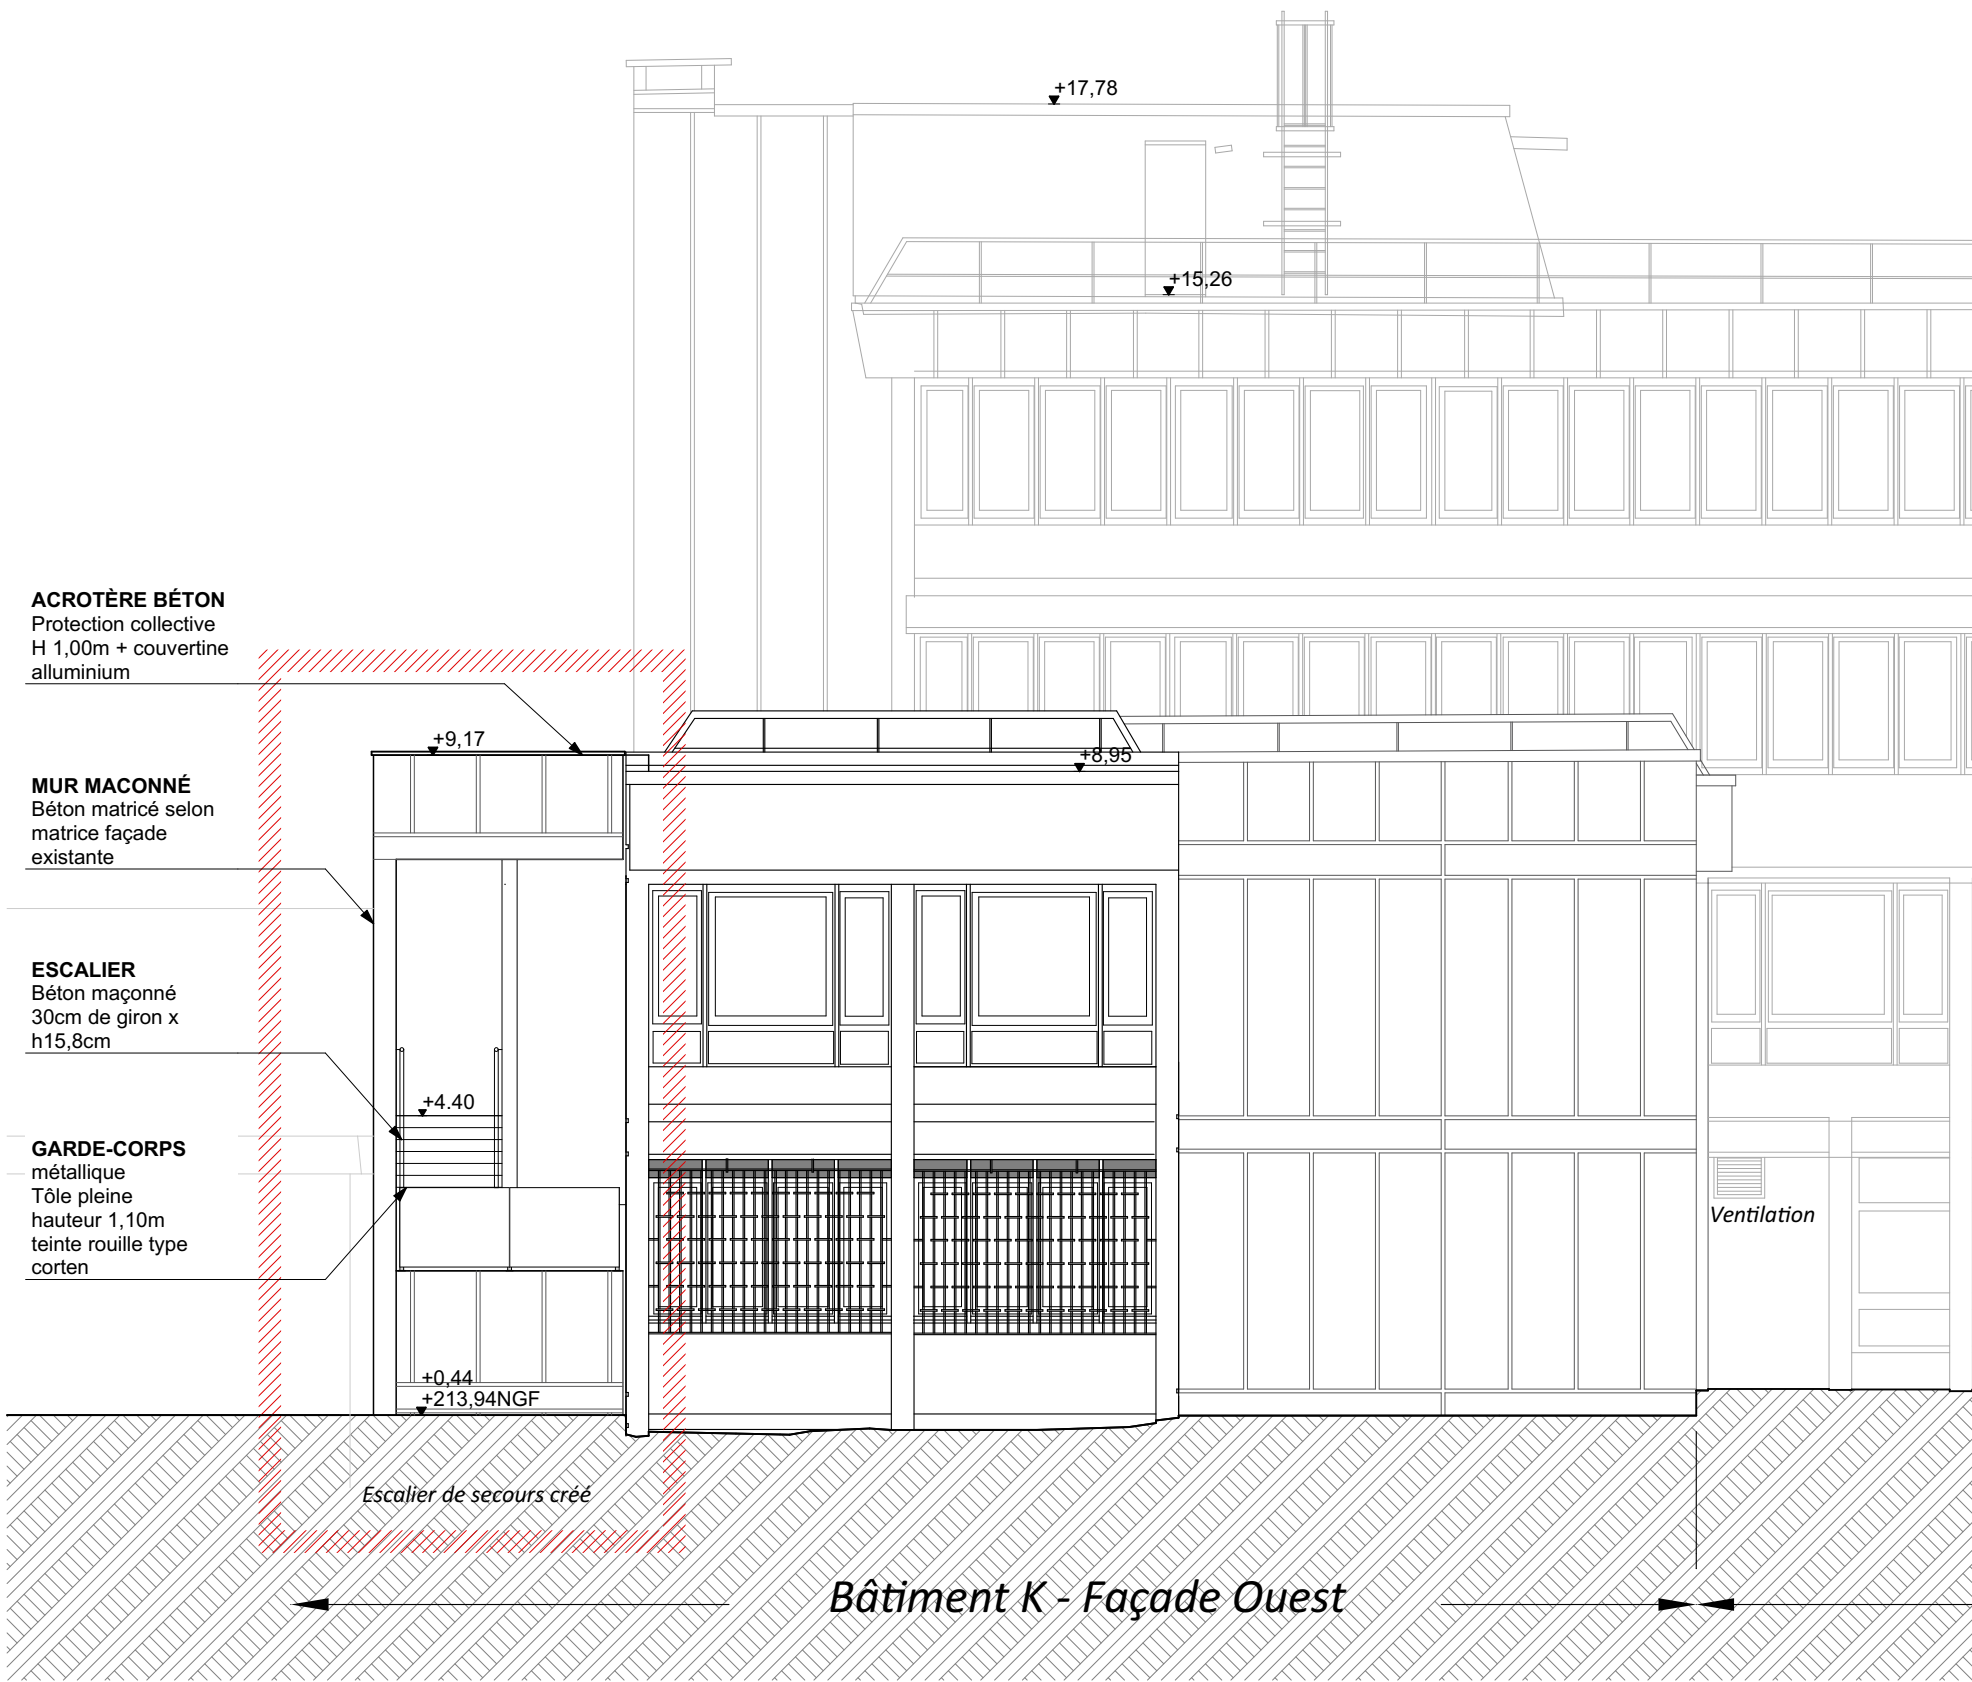 +17,78
+15,26
ACROTÈRE BÉTON
Protection collective
H 1,00m + couvertine
alluminium
+9,17
+8,95
MUR MACONNÉ
Béton matricé selon
matrice façade
existante
ESCALIER
Béton maçonné
30cm de giron x
h15,8cm
+4.40
GARDE-CORPS
métallique
Tôle pleine
hauteur 1,10m
teinte rouille type
corten
Ventilation
+0,44
+213,94NGF
Escalier de secours créé
Bâtiment K - Façade Ouest